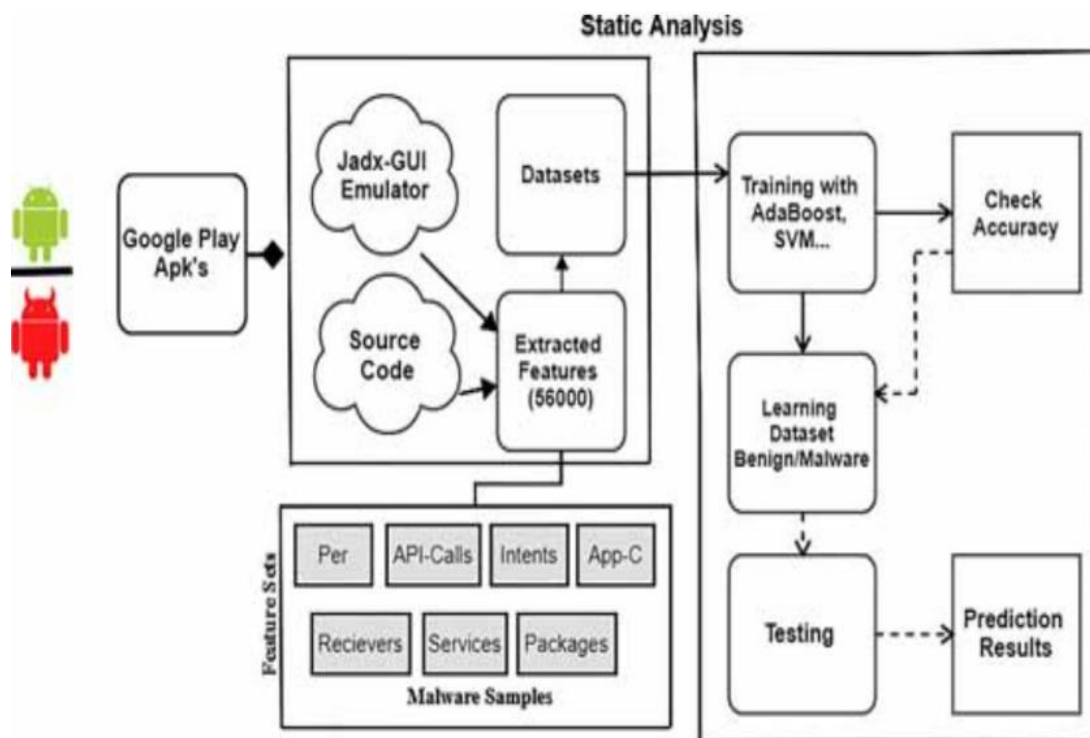 Static Analysis
Google Play
Apk's
Jadx-GUI
Emulator
Source
Code
Datasets
Extracted
Features
(56000)
Feature Sets
Per
API-Calls
Intents
App-C
Recievers
Services
Packages
Malware Samples
Training with
AdaBoost,
SVM...
Check
Accuracy
Learning
Dataset
Benign/Malware
Testing
Prediction
Results